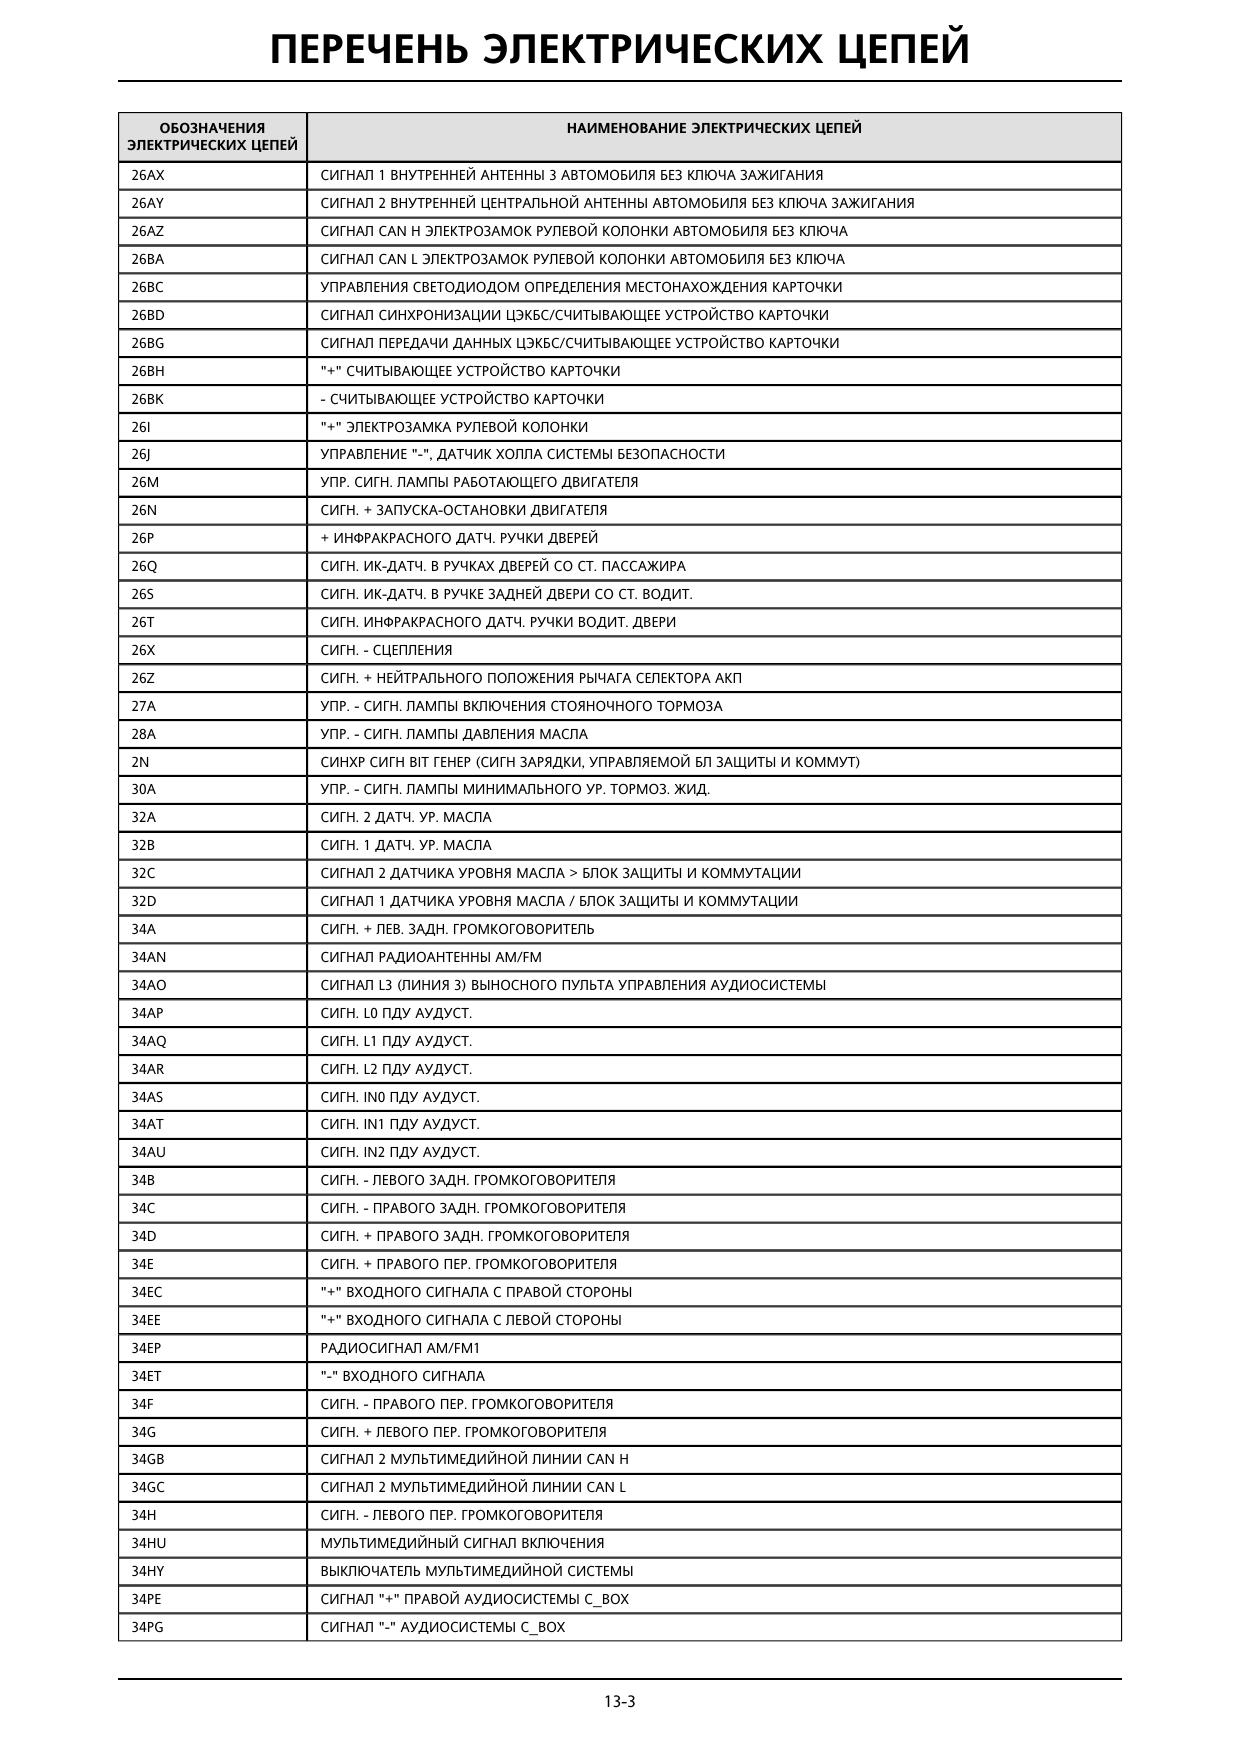 ПЕРЕЧЕНЬ ЭЛЕКТРИЧЕСКИХ ЦЕПЕЙ
ОБОЗНАЧЕНИЯ
ЭЛЕКТРИЧЕСКИХ ЦЕПЕЙ
НАИМЕНОВАНИЕ ЭЛЕКТРИЧЕСКИХ ЦЕПЕЙ
26AX СИГНАЛ 1 ВНУТРЕННЕЙ АНТЕННЫ 3 АВТОМОБИЛЯ БЕЗ КЛЮЧА ЗАЖИГАНИЯ
26AY СИГНАЛ 2 ВНУТРЕННЕЙ ЦЕНТРАЛЬНОЙ АНТЕННЫ АВТОМОБИЛЯ БЕЗ КЛЮЧА ЗАЖИГАНИЯ
26AZ СИГНАЛ CAN H ЭЛЕКТРОЗАМОК РУЛЕВОЙ КОЛОНКИ АВТОМОБИЛЯ БЕЗ КЛЮЧА
26BA СИГНАЛ CAN L ЭЛЕКТРОЗАМОК РУЛЕВОЙ КОЛОНКИ АВТОМОБИЛЯ БЕЗ КЛЮЧА
26BC УПРАВЛЕНИЯ СВЕТОДИОДОМ ОПРЕДЕЛЕНИЯ МЕСТОНАХОЖДЕНИЯ КАРТОЧКИ
26BD СИГНАЛ СИНХРОНИЗАЦИИ ЦЭКБС/СЧИТЫВАЮЩЕЕ УСТРОЙСТВО КАРТОЧКИ
26BG СИГНАЛ ПЕРЕДАЧИ ДАННЫХ ЦЭКБС/СЧИТЫВАЮЩЕЕ УСТРОЙСТВО КАРТОЧКИ
26BH "+" СЧИТЫВАЮЩЕЕ УСТРОЙСТВО КАРТОЧКИ
26BK - СЧИТЫВАЮЩЕЕ УСТРОЙСТВО КАРТОЧКИ
26I "+" ЭЛЕКТРОЗАМКА РУЛЕВОЙ КОЛОНКИ
26J УПРАВЛЕНИЕ "-", ДАТЧИК ХОЛЛА СИСТЕМЫ БЕЗОПАСНОСТИ
26M УПР. СИГН. ЛАМПЫ РАБОТАЮЩЕГО ДВИГАТЕЛЯ
26N СИГН. + ЗАПУСКА-ОСТАНОВКИ ДВИГАТЕЛЯ
26P + ИНФРАКРАСНОГО ДАТЧ. РУЧКИ ДВЕРЕЙ
26Q СИГН. ИК-ДАТЧ. В РУЧКАХ ДВЕРЕЙ СО СТ. ПАССАЖИРА
26S СИГН. ИК-ДАТЧ. В РУЧКЕ ЗАДНЕЙ ДВЕРИ СО СТ. ВОДИТ.
26T СИГН. ИНФРАКРАСНОГО ДАТЧ. РУЧКИ ВОДИТ. ДВЕРИ
26X СИГН. - СЦЕПЛЕНИЯ
26Z СИГН. + НЕЙТРАЛЬНОГО ПОЛОЖЕНИЯ РЫЧАГА СЕЛЕКТОРА АКП
27A УПР. - СИГН. ЛАМПЫ ВКЛЮЧЕНИЯ СТОЯНОЧНОГО ТОРМОЗА
28A УПР. - СИГН. ЛАМПЫ ДАВЛЕНИЯ МАСЛА
2N СИНХР СИГН BIT ГЕНЕР (СИГН ЗАРЯДКИ, УПРАВЛЯЕМОЙ БЛ ЗАЩИТЫ И КОММУТ)
30A УПР. - СИГН. ЛАМПЫ МИНИМАЛЬНОГО УР. ТОРМОЗ. ЖИД.
32A СИГН. 2 ДАТЧ. УР. МАСЛА
32B СИГН. 1 ДАТЧ. УР. МАСЛА
32C СИГНАЛ 2 ДАТЧИКА УРОВНЯ МАСЛА > БЛОК ЗАЩИТЫ И КОММУТАЦИИ
32D СИГНАЛ 1 ДАТЧИКА УРОВНЯ МАСЛА / БЛОК ЗАЩИТЫ И КОММУТАЦИИ
34A СИГН. + ЛЕВ. ЗАДН. ГРОМКОГОВОРИТЕЛЬ
34AN СИГНАЛ РАДИОАНТЕННЫ AM/FM
34AO СИГНАЛ L3 (ЛИНИЯ 3) ВЫНОСНОГО ПУЛЬТА УПРАВЛЕНИЯ АУДИОСИСТЕМЫ
34AP СИГН. L0 ПДУ АУДУСТ.
34AQ СИГН. L1 ПДУ АУДУСТ.
34AR СИГН. L2 ПДУ АУДУСТ.
34AS СИГН. IN0 ПДУ АУДУСТ.
34AT СИГН. IN1 ПДУ АУДУСТ.
34AU СИГН. IN2 ПДУ АУДУСТ.
34B СИГН. - ЛЕВОГО ЗАДН. ГРОМКОГОВОРИТЕЛЯ
34C СИГН. - ПРАВОГО ЗАДН. ГРОМКОГОВОРИТЕЛЯ
34D СИГН. + ПРАВОГО ЗАДН. ГРОМКОГОВОРИТЕЛЯ
34E СИГН. + ПРАВОГО ПЕР. ГРОМКОГОВОРИТЕЛЯ
34EC "+" ВХОДНОГО СИГНАЛА С ПРАВОЙ СТОРОНЫ
34EE "+" ВХОДНОГО СИГНАЛА С ЛЕВОЙ СТОРОНЫ
34EP РАДИОСИГНАЛ AM/FM1
34ET "-" ВХОДНОГО СИГНАЛА
34F СИГН. - ПРАВОГО ПЕР. ГРОМКОГОВОРИТЕЛЯ
34G СИГН. + ЛЕВОГО ПЕР. ГРОМКОГОВОРИТЕЛЯ
34GB СИГНАЛ 2 МУЛЬТИМЕДИЙНОЙ ЛИНИИ CAN H
34GC СИГНАЛ 2 МУЛЬТИМЕДИЙНОЙ ЛИНИИ CAN L
34H СИГН. - ЛЕВОГО ПЕР. ГРОМКОГОВОРИТЕЛЯ
34HU МУЛЬТИМЕДИЙНЫЙ СИГНАЛ ВКЛЮЧЕНИЯ
34HY ВЫКЛЮЧАТЕЛЬ МУЛЬТИМЕДИЙНОЙ СИСТЕМЫ
34PE СИГНАЛ "+" ПРАВОЙ АУДИОСИСТЕМЫ C_BOX
34PG СИГНАЛ "-" АУДИОСИСТЕМЫ C_BOX
13-3